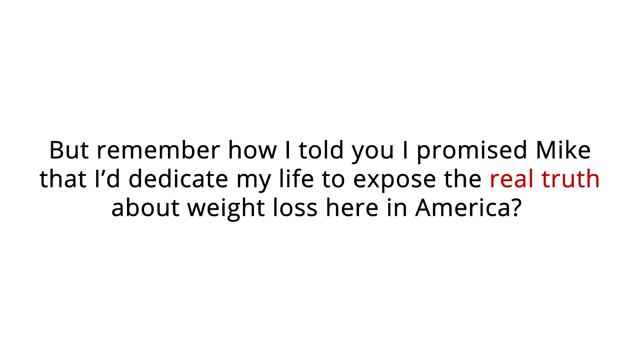 But remember how I told you I promised Mike
that I’d dedicate my life to expose the real truth
about weight loss here in America?